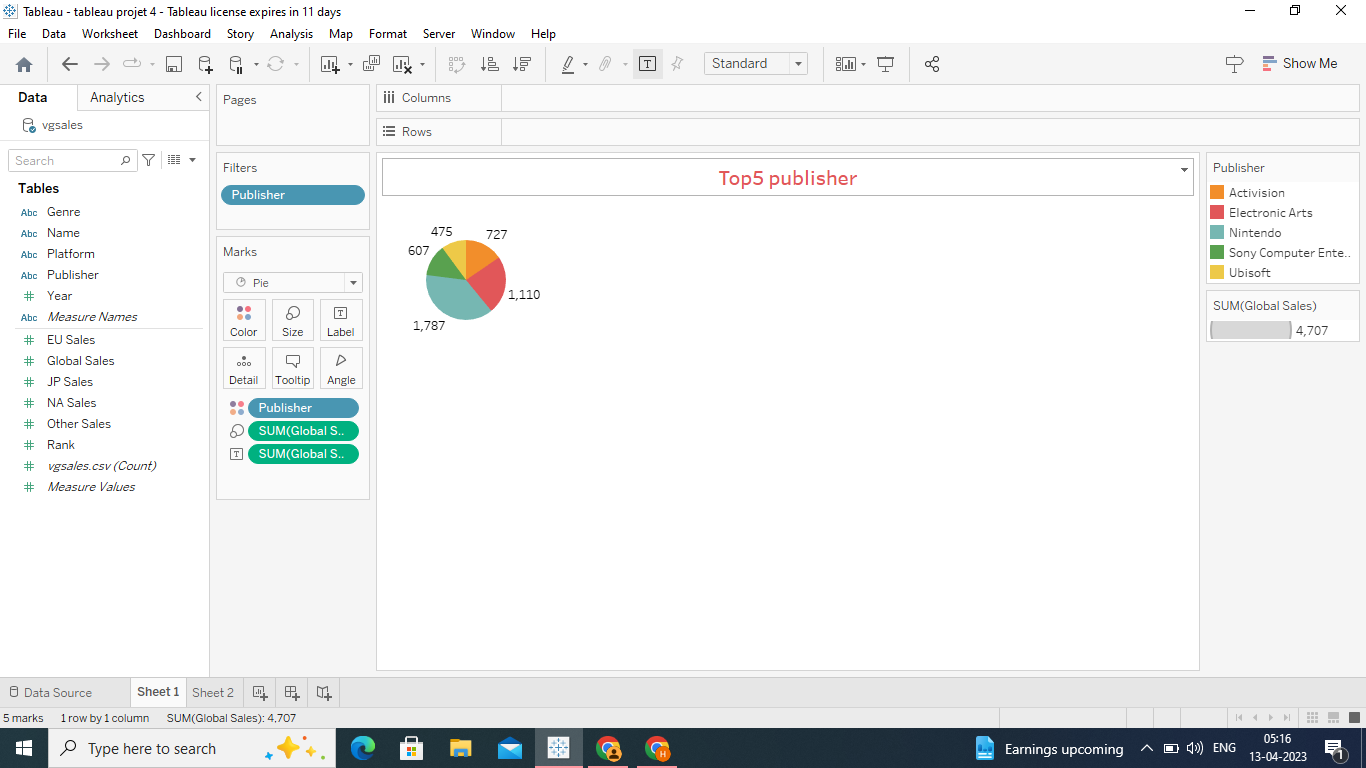 Tableau - tableau projet 4 - Tableau license expires in 11 days
File Data Worksheet Dashboard Story Analysis Map Format Server Window Help
Standard
Show Me
Data Analytics
vgsales
Search
Tables
Abc Genre
Abc Name
Abc Platform
Abc Publisher
# Year
Abc Measure Names
# EU Sales
# Global Sales
# JP Sales
# NA Sales
# Other Sales
# Rank
# vgsales.csv (Count)
# Measure Values
Pages
Filters
Publisher
Marks
Pie
Color Size Label
Detail Tooltip Angle
Publisher
SUM(Global S..
SUM(Global S..
Columns
Rows
Top5 publisher
475 727
607
1,110
1,787
Publisher
Activision
Electronic Arts
Nintendo
Sony Computer Ente..
Ubisoft
SUM(Global Sales)
4,707
Data Source Sheet 1 Sheet 2
5 marks 1 row by 1 column SUM(Global Sales): 4,707
Type here to search
H
Earnings upcoming
ENG
05:16
13-04-2023
1